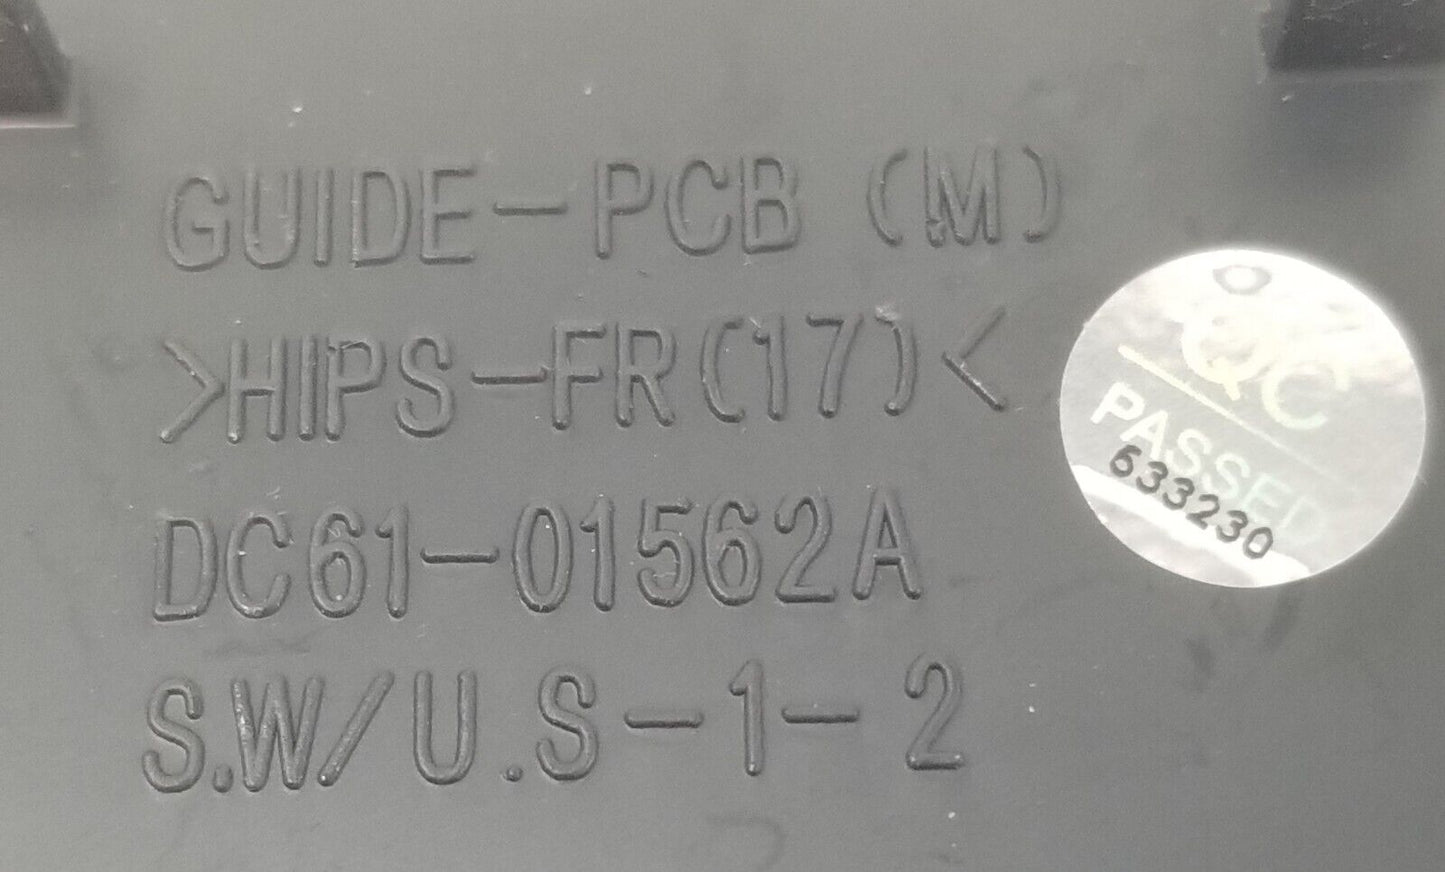 GUIDE-PCB (M)
>HIPS-FR(17)<
DC61-01562A
S.W/U.S-1-2
QC
PASSED
633230